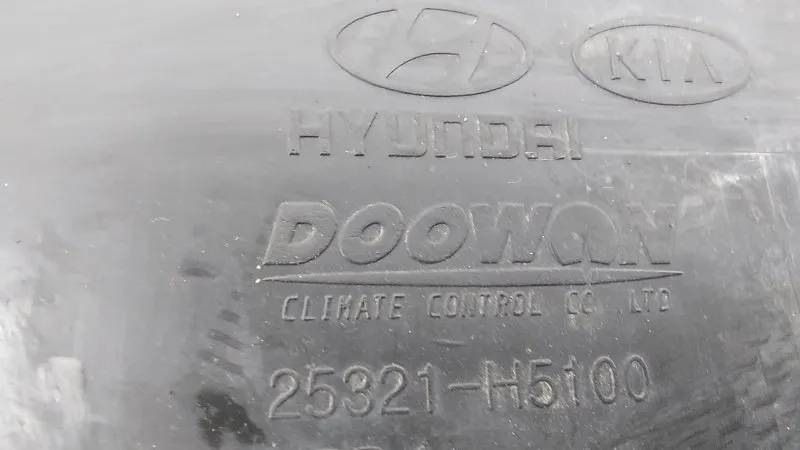 KIA
HYUNDAI
DOOWON
CLIMATE CONTROL CO. LTD
25321-H5100